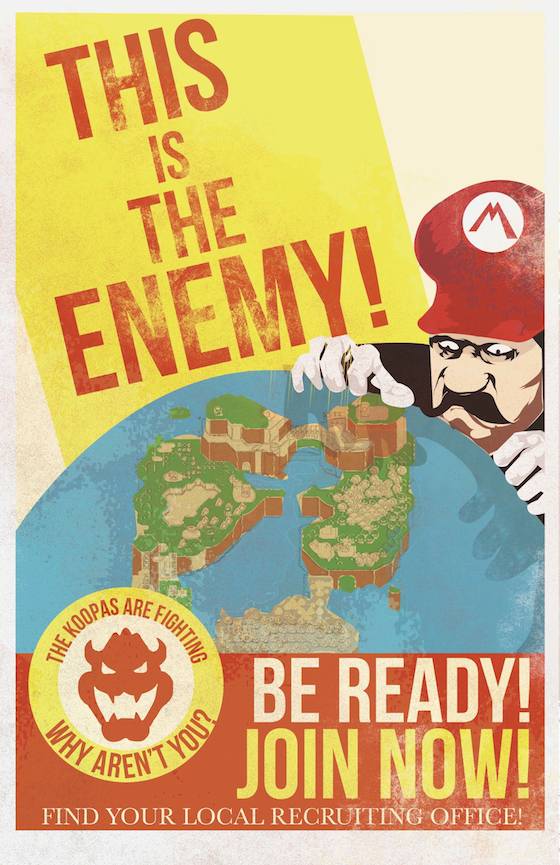 THIS
IS
THE
ENEMY!
M
THE KOOPAS ARE FIGHTING
WHY AREN'T YOU?
BE READY!
JOIN NOW!
FIND YOUR LOCAL RECRUITING OFFICE!